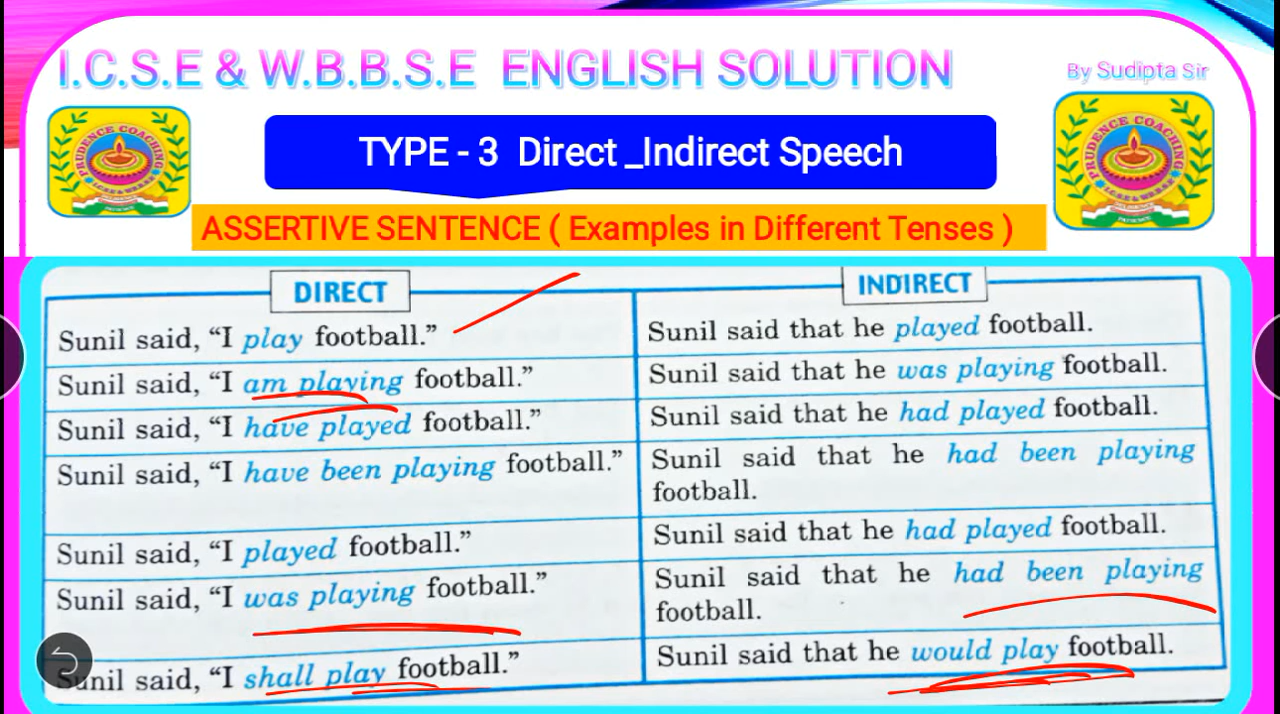 I.C.S.E & W.B.B.S.E ENGLISH SOLUTION
By Sudipta Sir
PRUDENCE COACHING
I.C.S.E & W.B.B.S.E
PRUDENCE COACHING
I.C.S.E & W.B.B.S.E
TYPE - 3 Direct _Indirect Speech
ASSERTIVE SENTENCE ( Examples in Different Tenses )
DIRECT
INDIRECT
Sunil said, “I play football.”
Sunil said that he played football.
Sunil said, “I am playing football.”
Sunil said that he was playing football.
Sunil said, “I have played football.”
Sunil said that he had played football.
Sunil said, “I have been playing football.”
Sunil said that he had been playing
football.
Sunil said, “I played football.”
Sunil said that he had played football.
Sunil said, “I was playing football.”
Sunil said that he had been playing
football.
Sunil said, “I shall play football.”
Sunil said that he would play football.